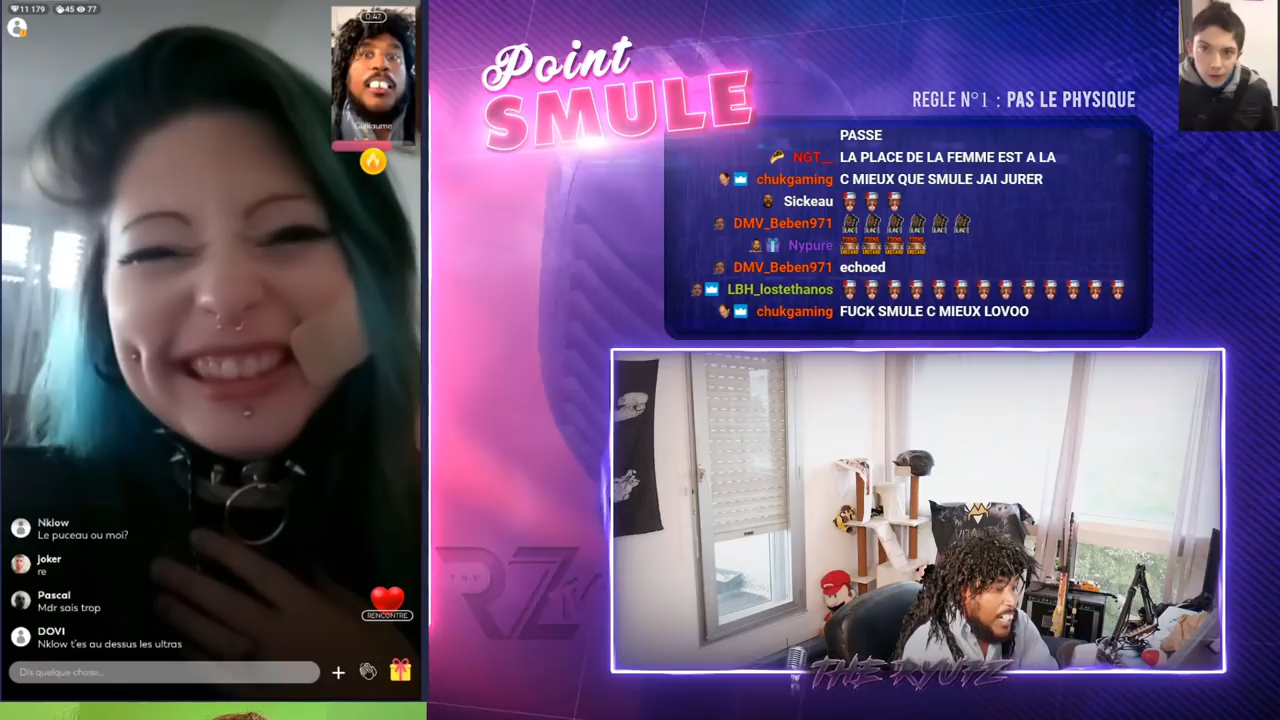 11 179 45 77
0:47
Guillaume
Nklow
Le puceau ou moi?
joker
re
Pascal
Mdr sais trop
DOVI
Nklow t'es au dessus les ultras
RENCONTRE
Dis quelque chose...
Point
SMULE
REGLE N°1 : PAS LE PHYSIQUE
PASSE
NGT__ LA PLACE DE LA FEMME EST A LA
chukgaming C MIEUX QUE SMULE JAI JURER
Sickeau
DMV_Beben971
Nypure
DMV_Beben971 echoed
LBH_lostethanos
chukgaming FUCK SMULE C MIEUX LOVOO
THE RZ
THE RYUTZ